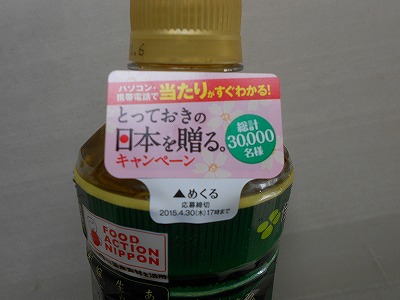 .6
パソコン・
携帯電話で当たりがすぐわかる!
とっておきの
日本を贈る。
キャンペーン
総計
30,000
名様
▲めくる
応募締切
2015.4.30(木)17時まで
FOOD
ACTION
NIPPON